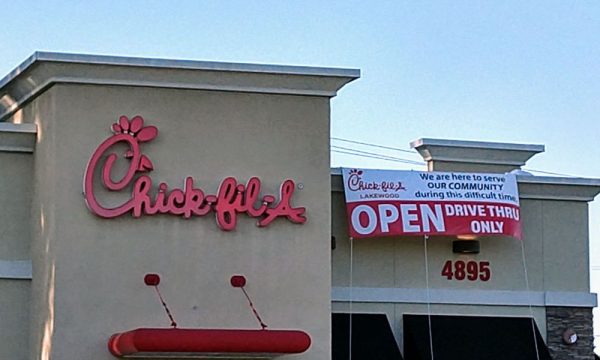 Chick-fil-A
Chick-fil-A
LAKEWOOD
We are here to serve
OUR COMMUNITY
during this difficult time
OPEN DRIVE THRU
ONLY
4895